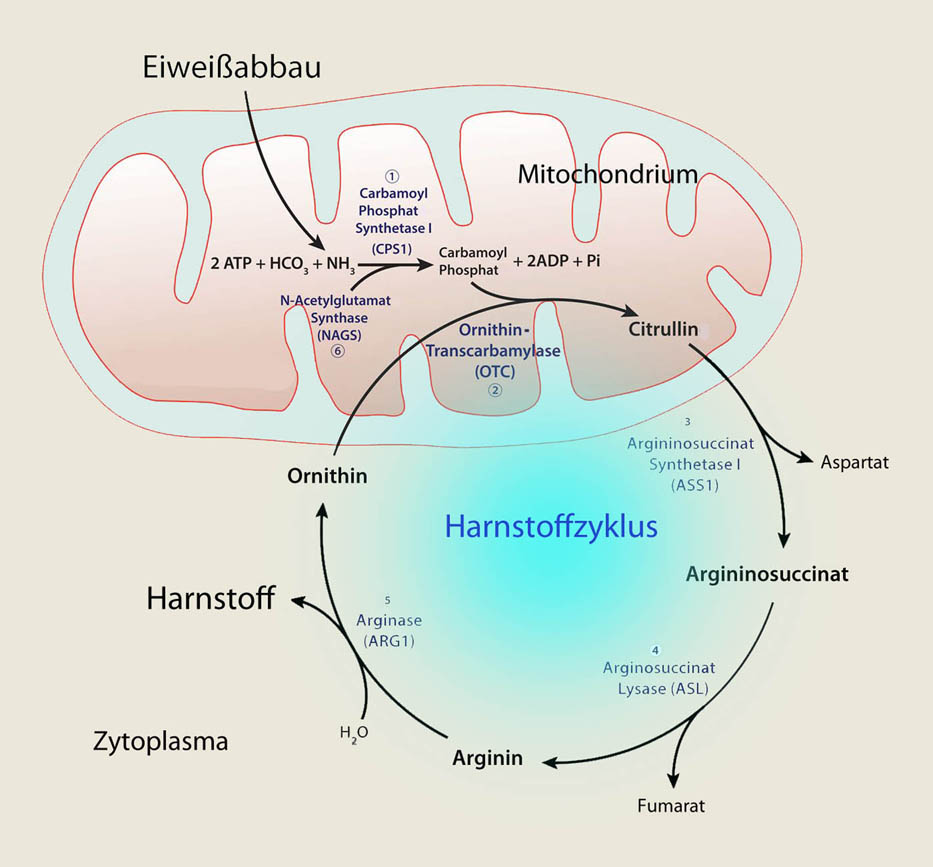 Eiweißabbau
Mitochondrium
①
Carbamoyl
Phosphat
Synthetase I
(CPS1)
2 ATP + HCO3 + NH3
Carbamoyl
Phosphat
+ 2ADP + Pi
N-Acetylglutamat
Synthase
(NAGS)
⑥
Ornithin-
Transcarbamylase
(OTC)
②
Citrullin
3
Argininosuccinat
Synthetase I
(ASS1)
Aspartat
Ornithin
Harnstoffzyklus
Argininosuccinat
Harnstoff
5
Arginase
(ARG1)
4
Arginosuccinat
Lysase (ASL)
H2O
Zytoplasma
Arginin
Fumarat